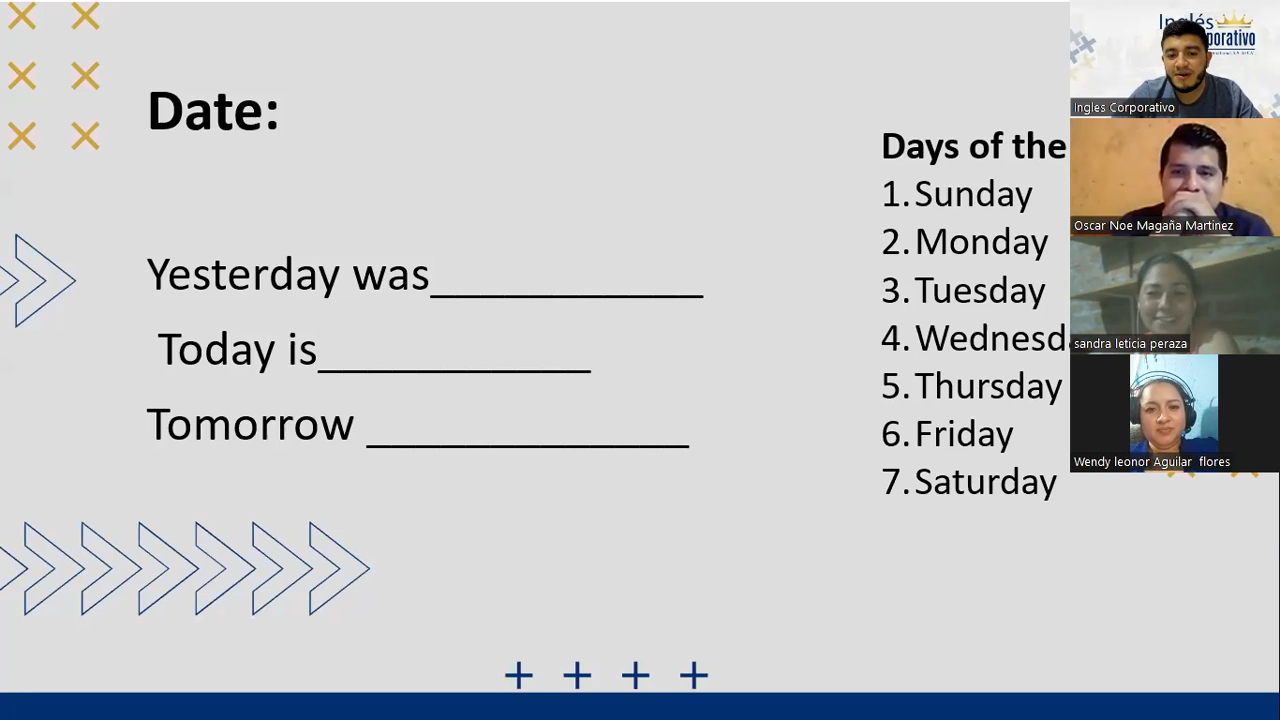 Date:
Yesterday was____________
Today is____________
Tomorrow ______________
Days of the
1. Sunday
2. Monday
3. Tuesday
4. Wednesd
5. Thursday
6. Friday
7. Saturday
Inglés
porativo
Ingles Corporativo
Oscar Noe Magaña Martinez
sandra leticia peraza
Wendy leonor Aguilar flores